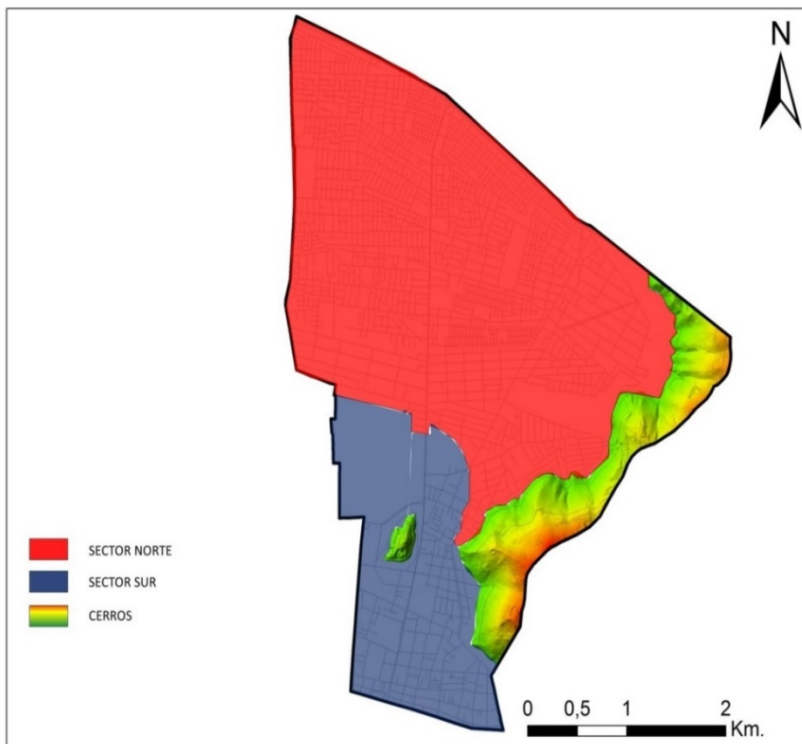 N
SECTOR NORTE
SECTOR SUR
CERROS
0 0,5 1 2
Km.